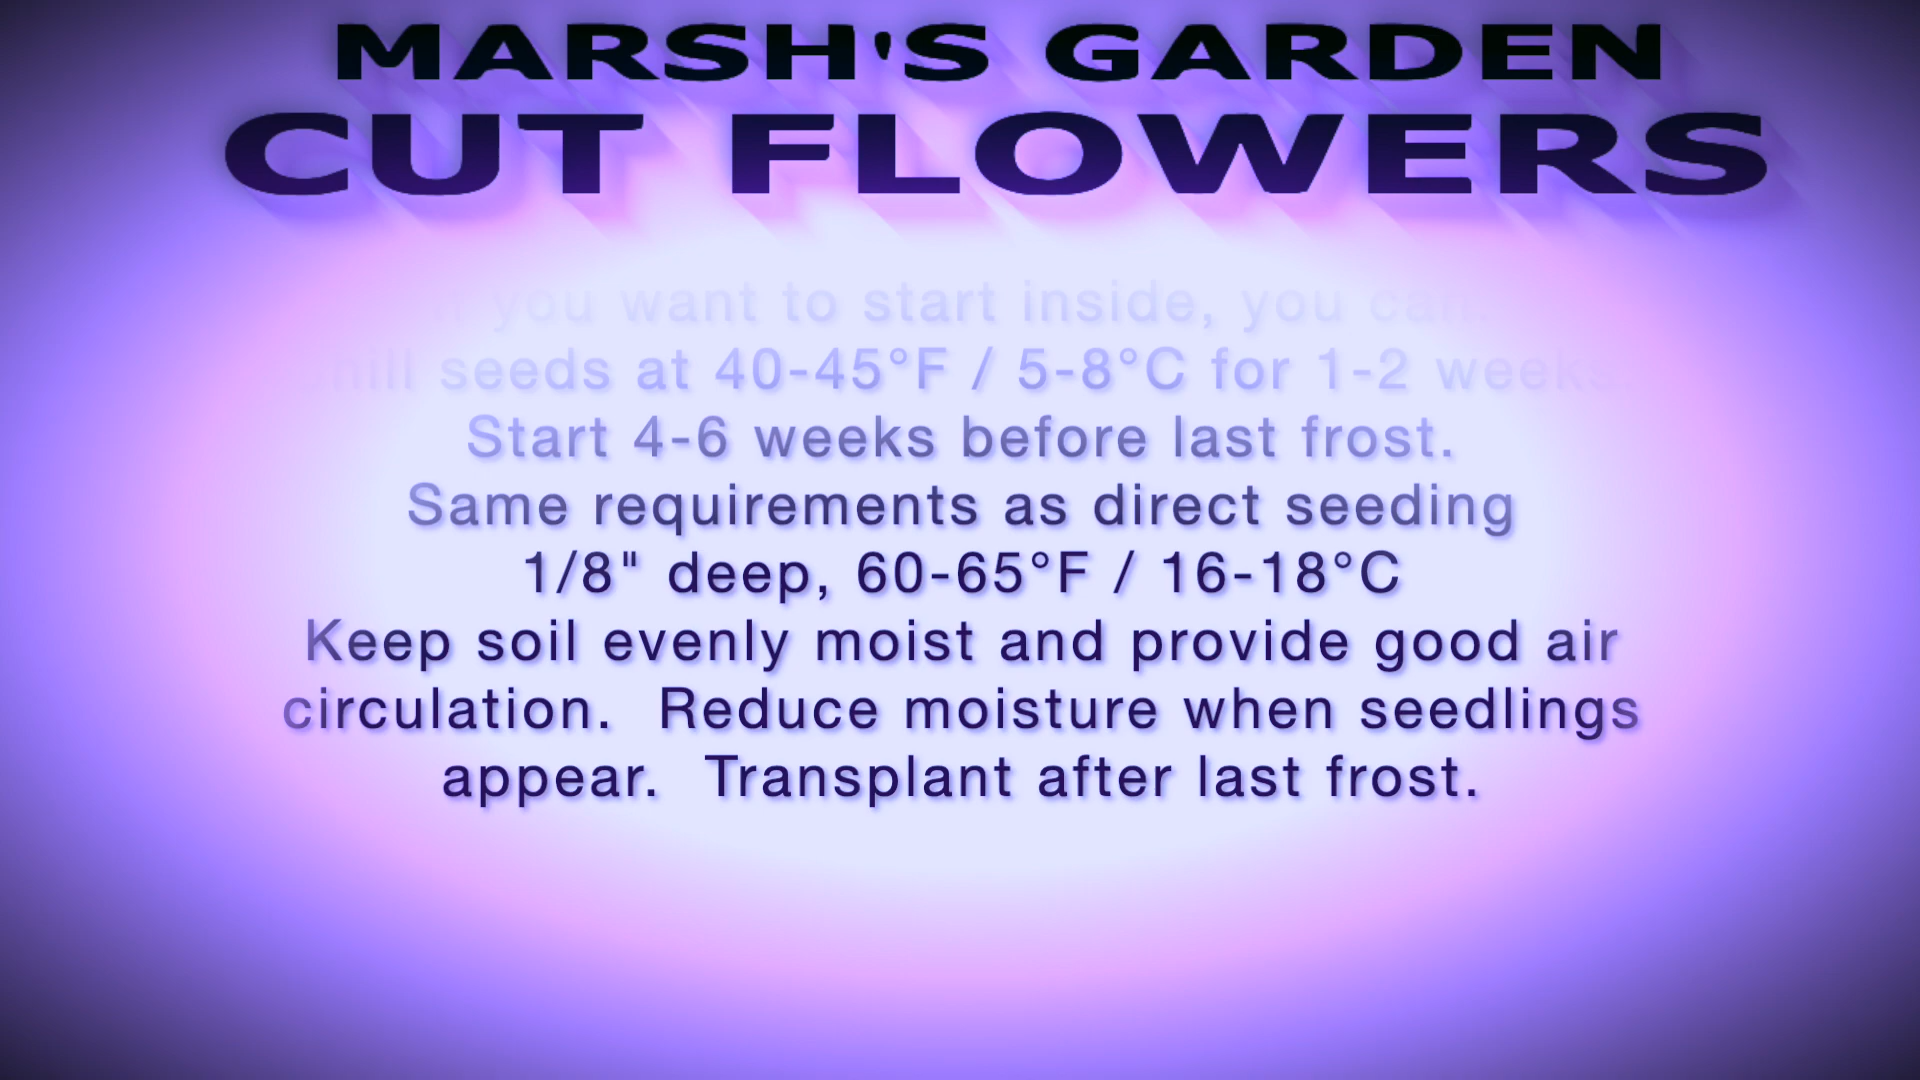 MARSH'S GARDEN
CUT FLOWERS
you want to start inside, you can.
seeds at 40-45°F / 5-8°C for 1-2 weeks
Start 4-6 weeks before last frost.
Same requirements as direct seeding
1/8" deep, 60-65°F / 16-18°C
Keep soil evenly moist and provide good air
circulation. Reduce moisture when seedlings
appear. Transplant after last frost.